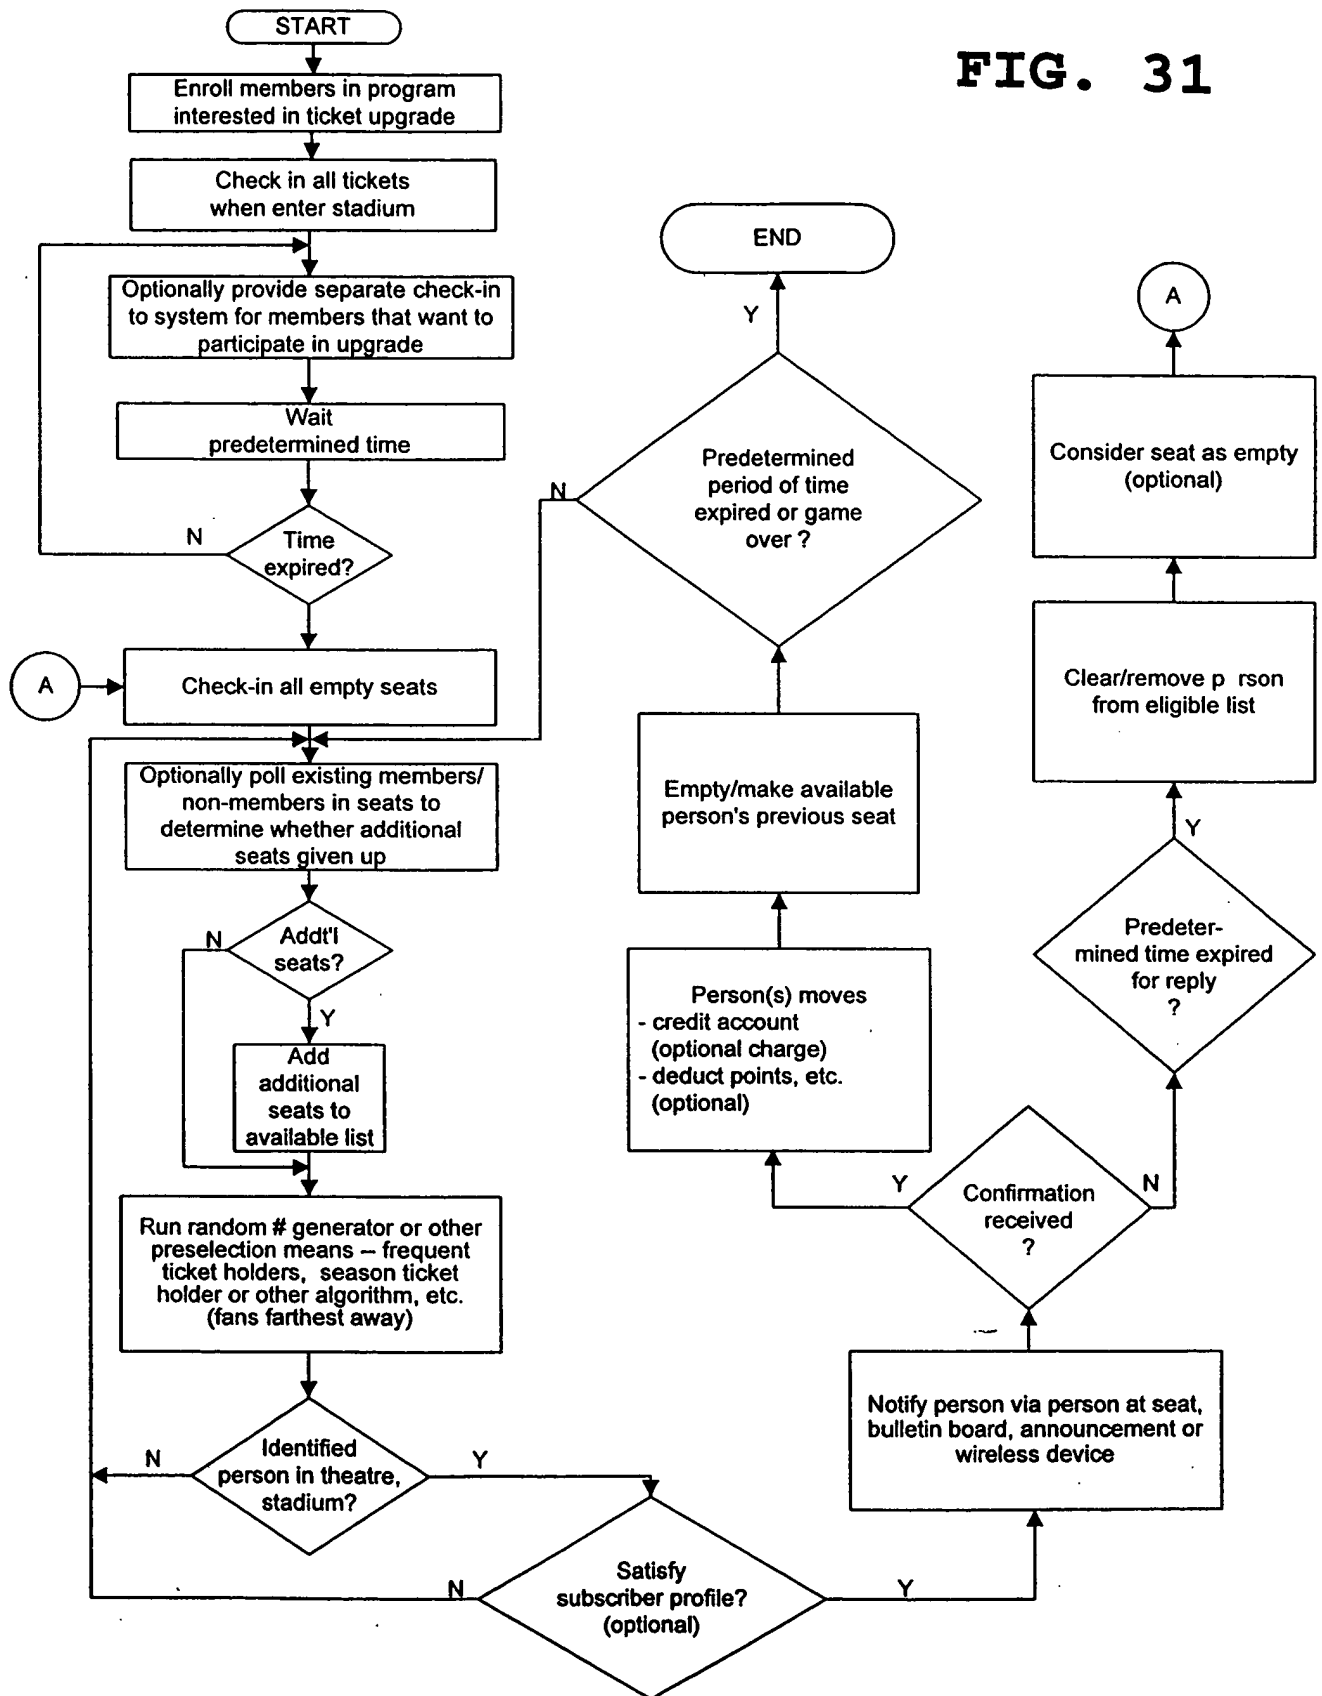 START
FIG. 31
Enroll members in program
interested in ticket upgrade
Check in all tickets
when enter stadium
Optionally provide separate check-in
to system for members that want to
participate in upgrade
Wait
predetermined time
N
Time
expired?
A
Check-in all empty seats
Optionally poll existing members/
non-members in seats to
determine whether additional
seats given up
N
Addt'l
seats?
Y
Add
additional
seats to
available list
Run random # generator or other
preselection means – frequent
ticket holders, season ticket
holder or other algorithm, etc.
(fans farthest away)
N
Identified
person in theatre,
stadium?
Y
N
Satisfy
subscriber profile?
(optional)
Y
Notify person via person at seat,
bulletin board, announcement or
wireless device
Y
Confirmation
received
?
N
Person(s) moves
- credit account
(optional charge)
- deduct points, etc.
(optional)
Empty/make available
person's previous seat
N
Predetermined
period of time
expired or game
over ?
Y
END
Predeter-
mined time expired
for reply
?
Y
Clear/remove p rson
from eligible list
Consider seat as empty
(optional)
A